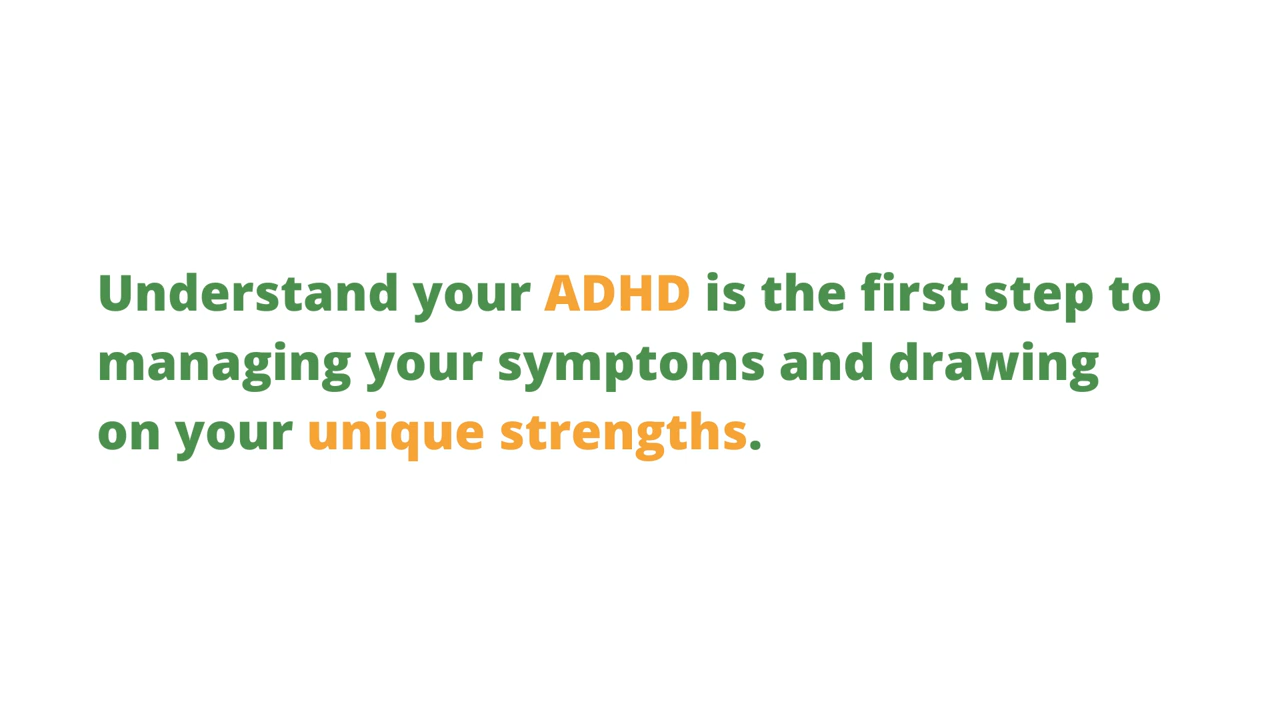 Understand your ADHD is the first step to
managing your symptoms and drawing
on your unique strengths.